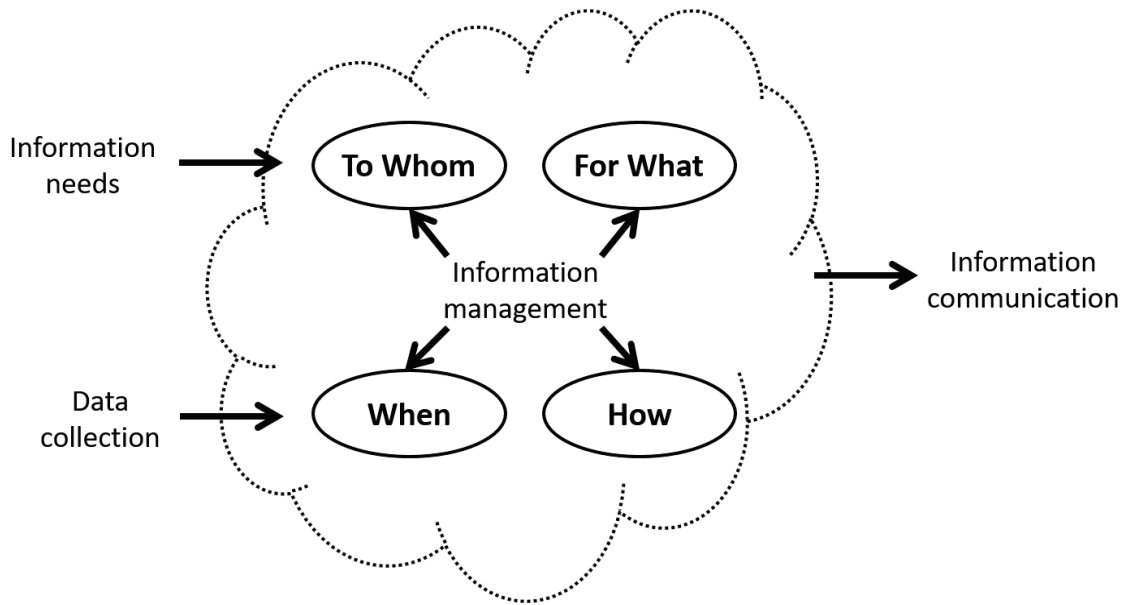 To Whom
For What
Information
needs
Information
management
Information
communication
Data
collection
When
How